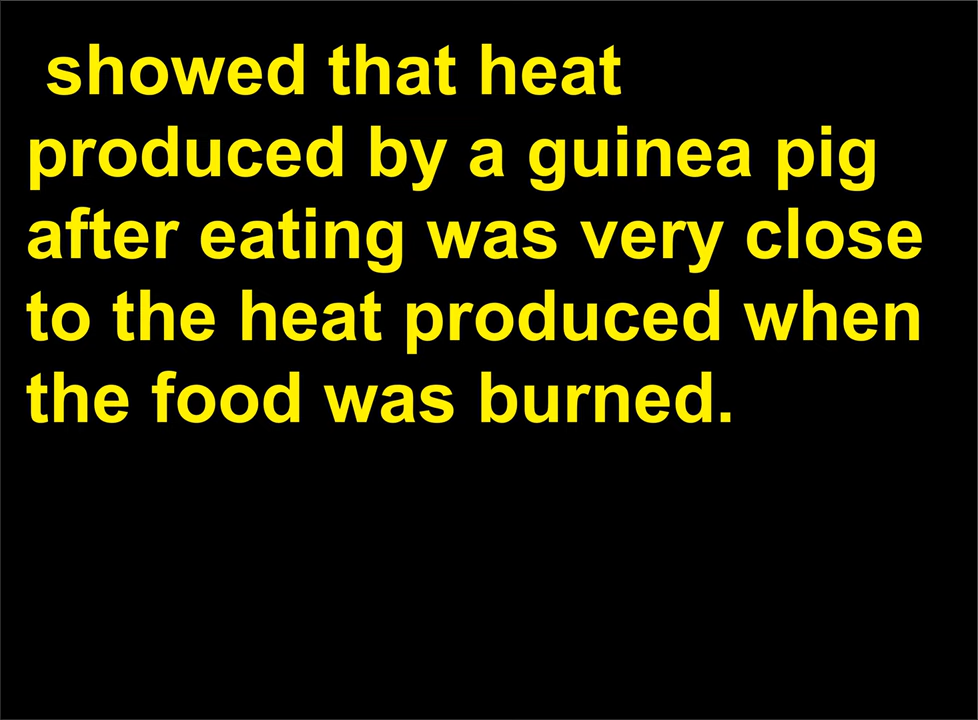 showed that heat
produced by a guinea pig
after eating was very close
to the heat produced when
the food was burned.